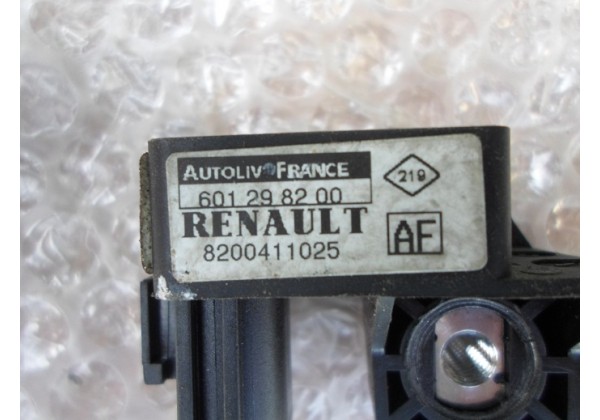 AUTOLIV FRANCE
219
601 29 82 00
RENAULT
AF
8200411025